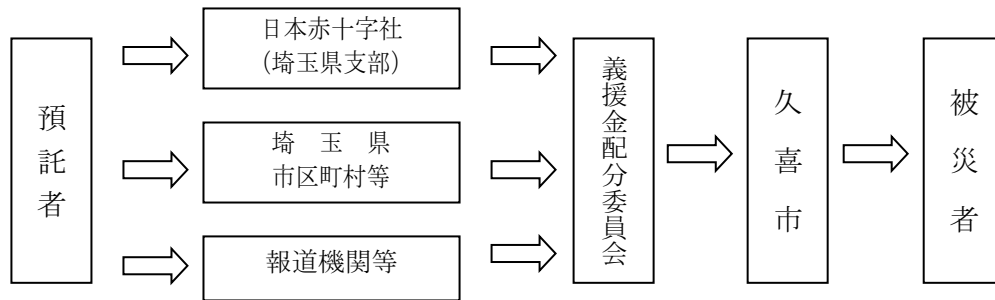 預託者
日本赤十字社
(埼玉県支部)
埼　玉　県
市区町村等
報道機関等
義援金配分委員会
久喜市
被災者